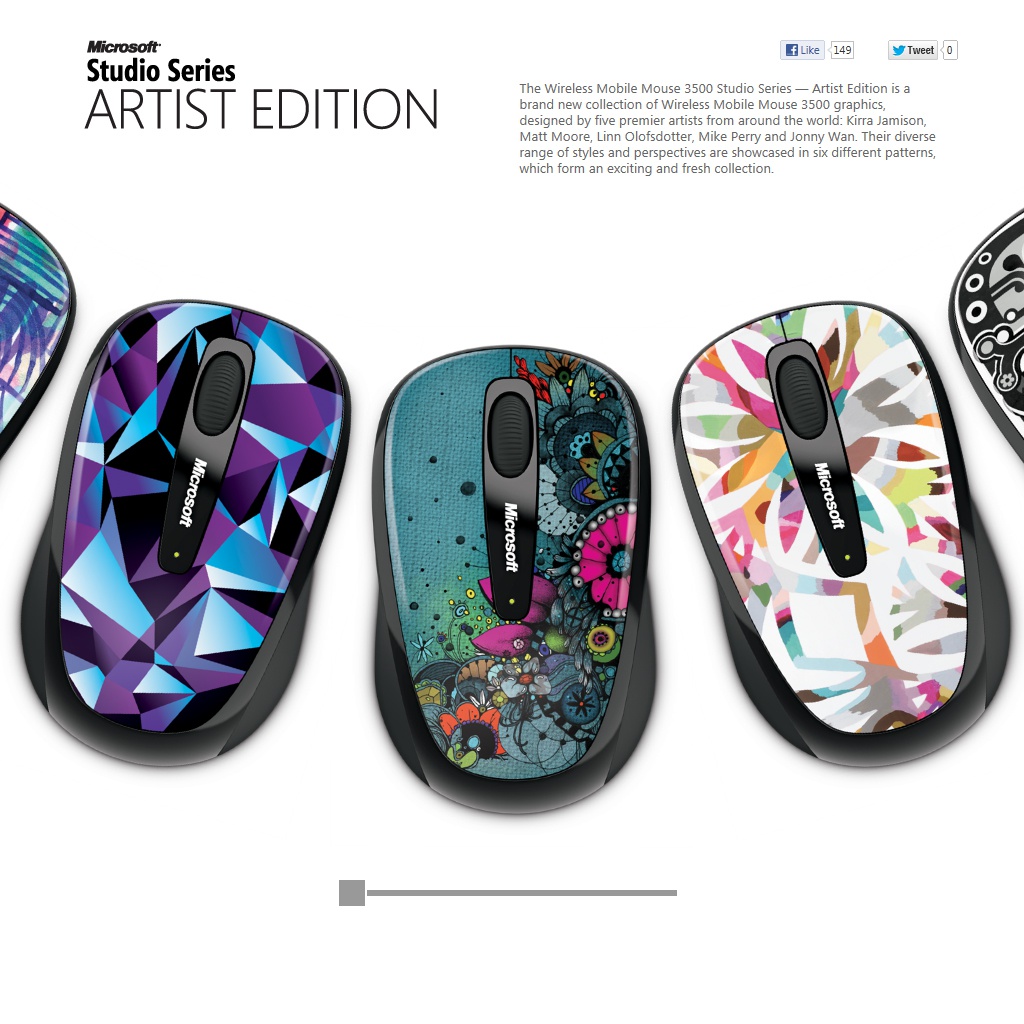 Microsoft
Studio Series
ARTIST EDITION
Like 149
Tweet 0
The Wireless Mobile Mouse 3500 Studio Series — Artist Edition is a
brand new collection of Wireless Mobile Mouse 3500 graphics,
designed by five premier artists from around the world: Kirra Jamison,
Matt Moore, Linn Olofsdotter, Mike Perry and Jonny Wan. Their diverse
range of styles and perspectives are showcased in six different patterns,
which form an exciting and fresh collection.
Microsoft
Microsoft
Microsoft